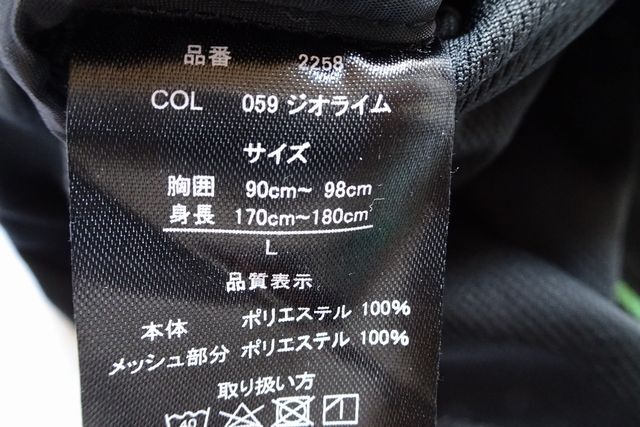 品番 2258
COL 059 ジオライム
サイズ
胸囲 90cm～ 98cm
身長 170cm～180cm
L
品質表示
本体 ポリエステル 100%
メッシュ部分 ポリエステル 100%
取り扱い方
40